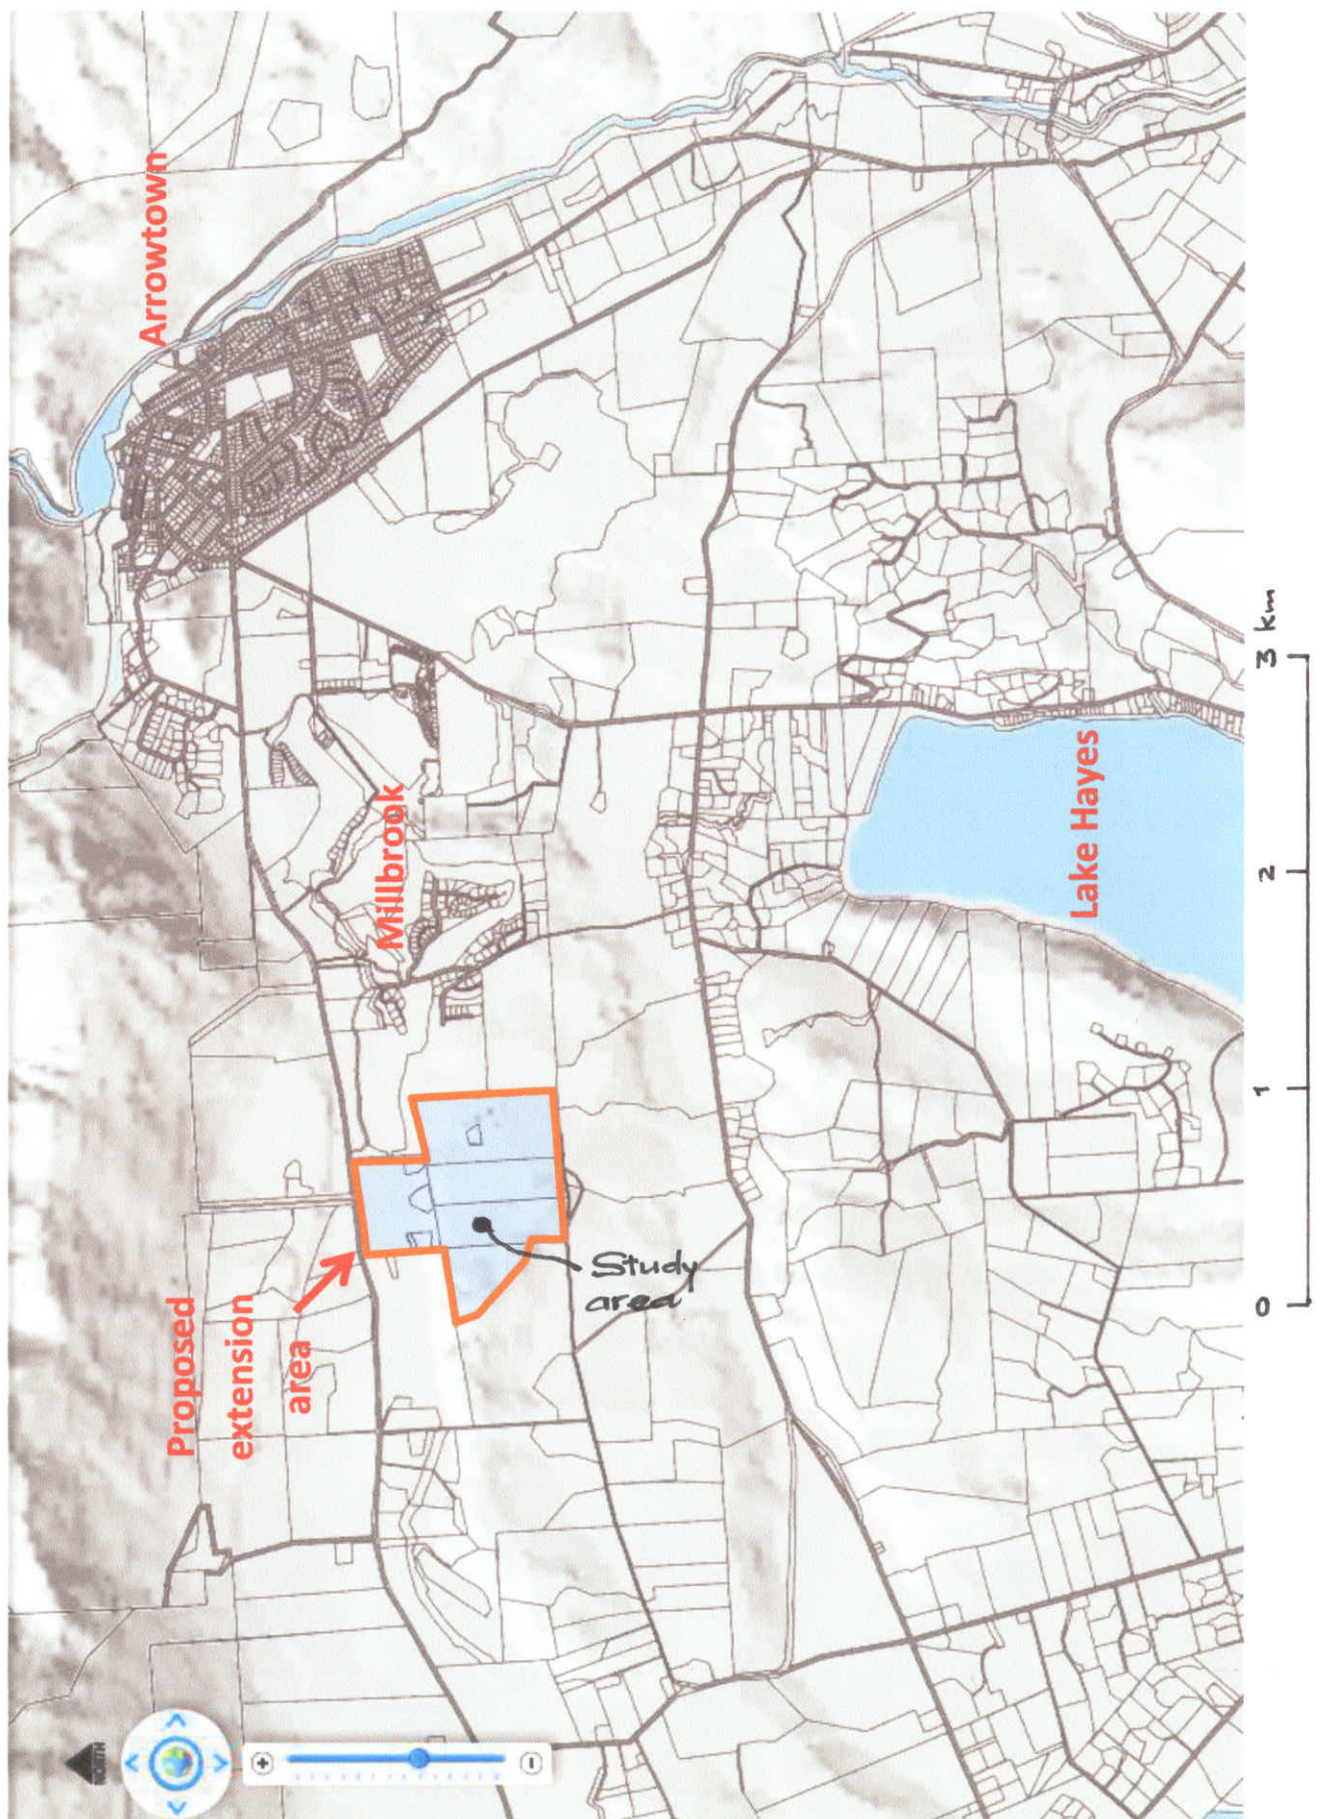 Arrowtown
Millbrook
Lake Hayes
Proposed
extension
area
Study
area
NORTH
+
−
0 1 2 3 km